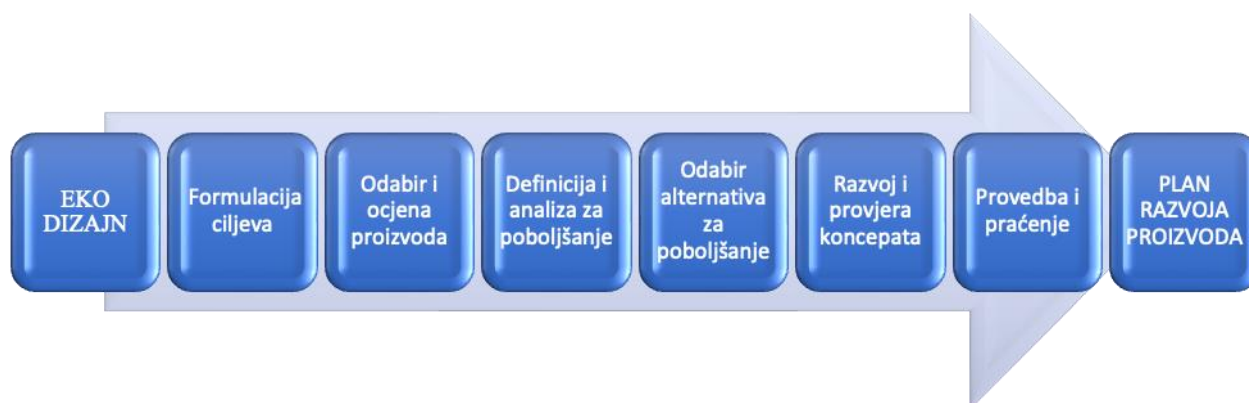 EKO
DIZAJN
Formulacija
ciljeva
Odabir i
ocjena
proizvoda
Definicija i
analiza za
poboljšanje
Odabir
alternativa
za
poboljšanje
Razvoj i
provjera
koncepata
Provedba i
praćenje
PLAN
RAZVOJA
PROIZVODA